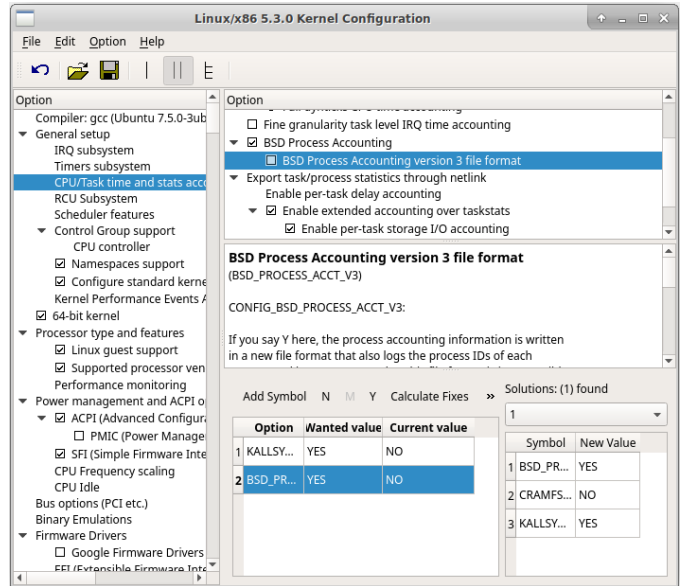 Linux/x86 5.3.0 Kernel Configuration
File Edit Option Help
Option
Compiler: gcc (Ubuntu 7.5.0-3ub
General setup
IRQ subsystem
Timers subsystem
CPU/Task time and stats acc
RCU Subsystem
Scheduler features
Control Group support
CPU controller
Namespaces support
Configure standard kerne
Kernel Performance Events A
64-bit kernel
Processor type and features
Linux guest support
Supported processor ven
Performance monitoring
Power management and ACPI o
ACPI (Advanced Configura
PMIC (Power Manage
SFI (Simple Firmware Inte
CPU Frequency scaling
CPU Idle
Bus options (PCI etc.)
Binary Emulations
Firmware Drivers
Google Firmware Drivers
EFI (Extensible Firmware Inte
Option
Fine granularity task level IRQ time accounting
BSD Process Accounting
BSD Process Accounting version 3 file format
Export task/process statistics through netlink
Enable per-task delay accounting
Enable extended accounting over taskstats
Enable per-task storage I/O accounting
BSD Process Accounting version 3 file format
(BSD_PROCESS_ACCT_V3)
CONFIG_BSD_PROCESS_ACCT_V3:
If you say Y here, the process accounting information is written
in a new file format that also logs the process IDs of each
Add Symbol N M Y Calculate Fixes »
Option Wanted value Current value
1 KALLSY... YES NO
2 BSD_PR... YES NO
Solutions: (1) found
1
Symbol New Value
1 BSD_PR... YES
2 CRAMFS... NO
3 KALLSY... YES